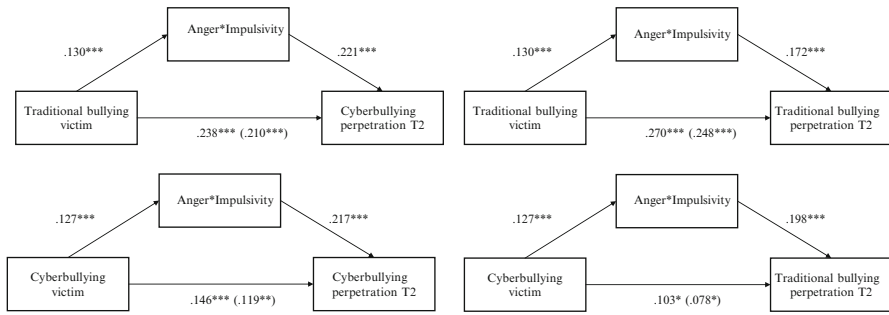 Anger*Impulsivity
.130***
.221***
Traditional bullying
victim
Cyberbullying
perpetration T2
.238*** (.210***)
Anger*Impulsivity
.130***
.172***
Traditional bullying
victim
Traditional bullying
perpetration T2
.270*** (.248***)
Anger*Impulsivity
.127***
.217***
Cyberbullying
victim
Cyberbullying
perpetration T2
.146*** (.119**)
Anger*Impulsivity
.127***
.198***
Cyberbullying
victim
Traditional bullying
perpetration T2
.103* (.078*)